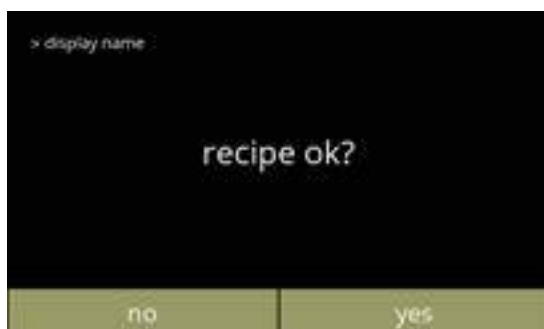 > display name
recipe ok?
no
yes